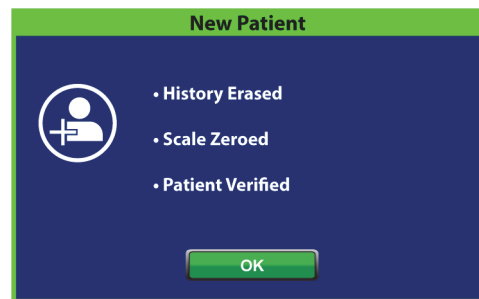 New Patient
• History Erased
• Scale Zeroed
• Patient Verified
OK